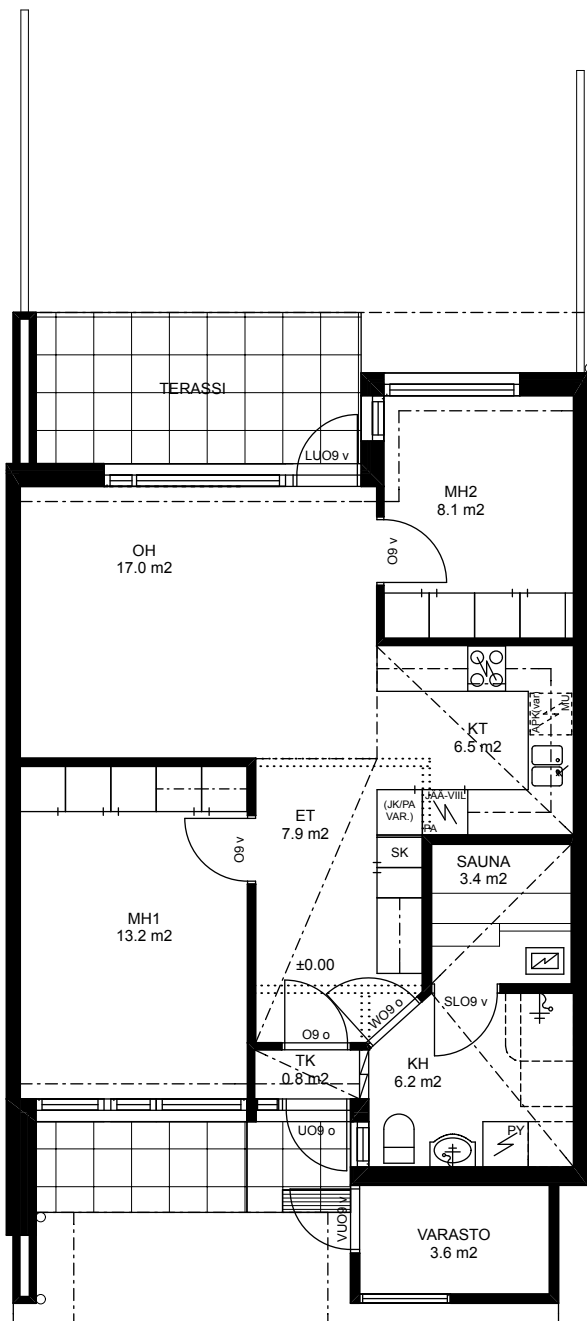 TERASSI
LUO9 v
MH2
8.1 m2
OH
17.0 m2
O9 v
APK(var)
MU
KT
6.5 m2
JÄÄ-VIIL
(JK/PA
VAR.)
PA
ET
7.9 m2
SK
SAUNA
3.4 m2
O9 v
MH1
13.2 m2
±0.00
WO9 o
SLO9 v
O9 o
TK
0.8 m2
KH
6.2 m2
UO9 o
PY
VUO9 v
VARASTO
3.6 m2